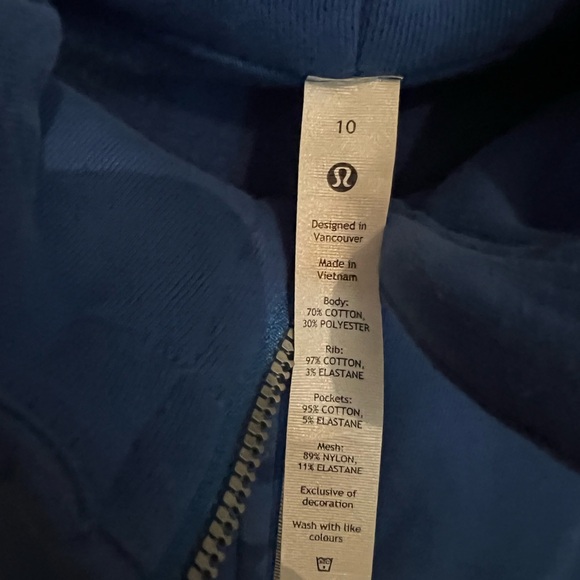 10
Designed in
Vancouver
Made in
Vietnam
Body:
70% COTTON,
30% POLYESTER
Rib:
97% COTTON,
3% ELASTANE
Pockets:
95% COTTON,
5% ELASTANE
Mesh:
89% NYLON,
11% ELASTANE
Exclusive of
decoration
Wash with like
colours